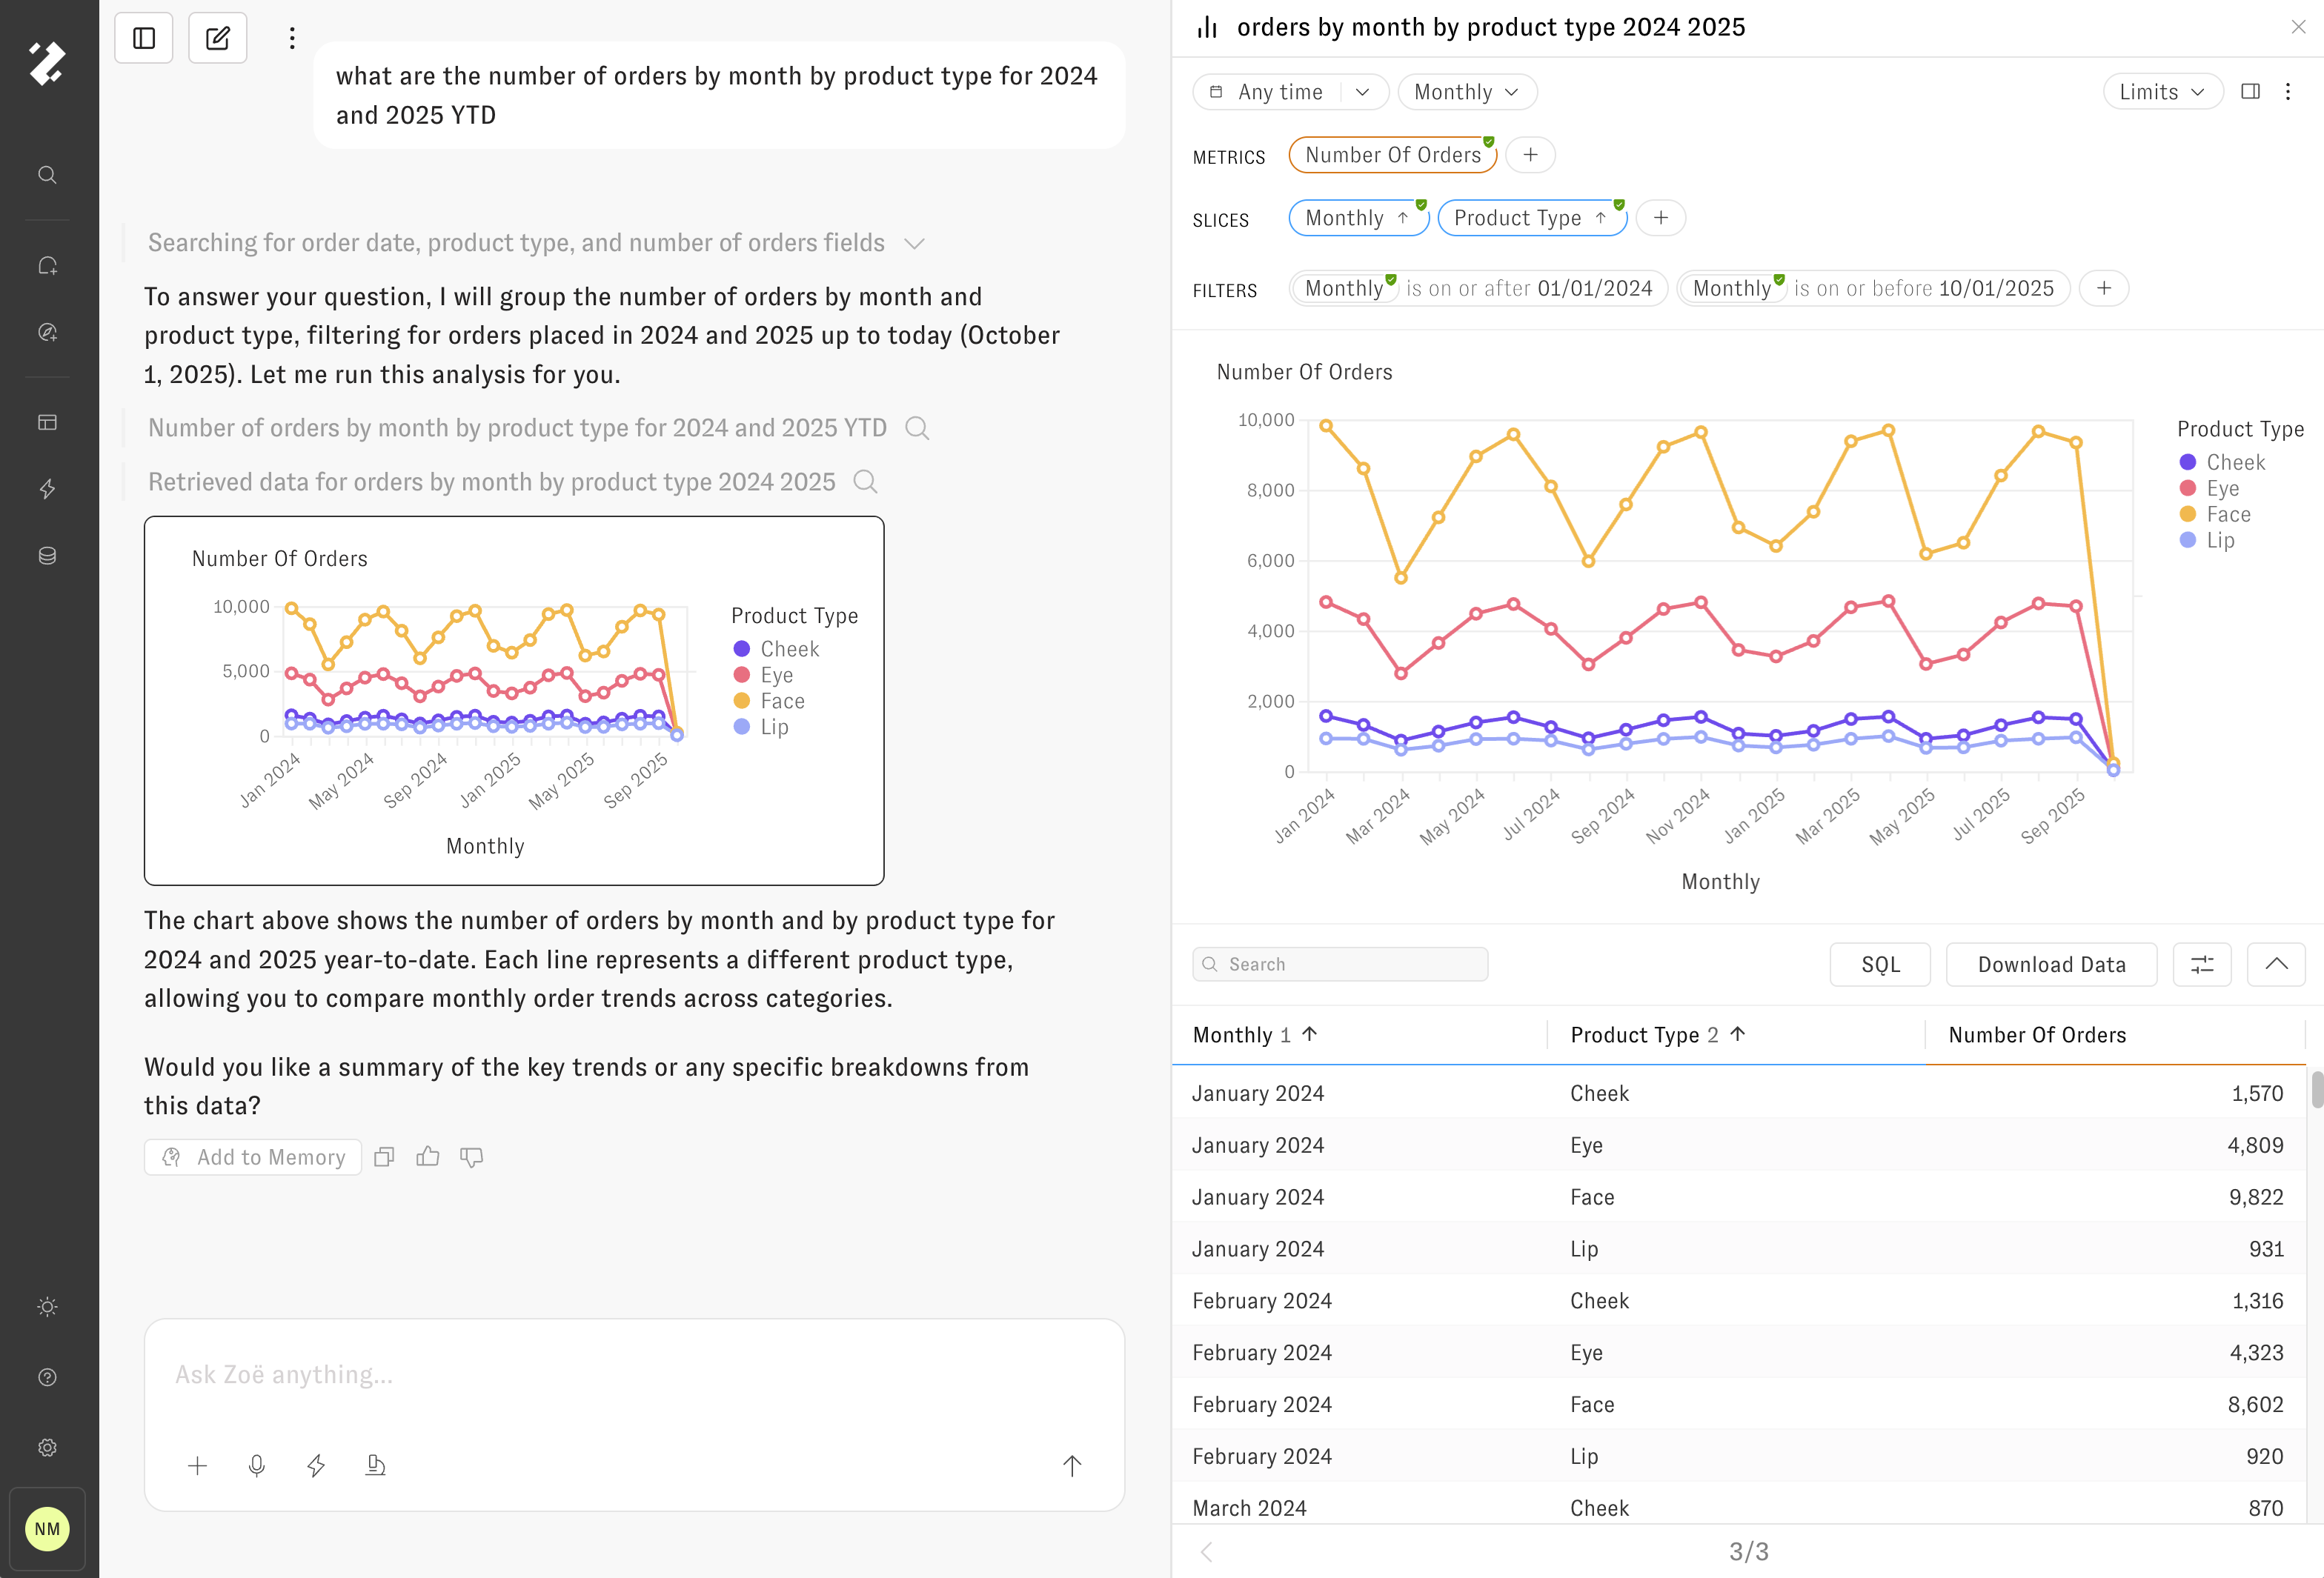 what are the number of orders by month by product type for 2024
and 2025 YTD
Searching for order date, product type, and number of orders fields
To answer your question, I will group the number of orders by month and
product type, filtering for orders placed in 2024 and 2025 up to today (October
1, 2025). Let me run this analysis for you.
Number of orders by month by product type for 2024 and 2025 YTD
Retrieved data for orders by month by product type 2024 2025
Number Of Orders
10,000
5,000
0
Jan 2024
May 2024
Sep 2024
Jan 2025
May 2025
Sep 2025
Monthly
Product Type
Cheek
Eye
Face
Lip
The chart above shows the number of orders by month and by product type for
2024 and 2025 year-to-date. Each line represents a different product type,
allowing you to compare monthly order trends across categories.
Would you like a summary of the key trends or any specific breakdowns from
this data?
Add to Memory
Ask Zoë anything...
NM
orders by month by product type 2024 2025
Any time
Monthly
Limits
METRICS
Number Of Orders
SLICES
Monthly ↑
Product Type ↑
FILTERS
Monthly is on or after 01/01/2024
Monthly is on or before 10/01/2025
Number Of Orders
10,000
8,000
6,000
4,000
2,000
0
Jan 2024
Mar 2024
May 2024
Jul 2024
Sep 2024
Nov 2024
Jan 2025
Mar 2025
May 2025
Jul 2025
Sep 2025
Monthly
Product Type
Cheek
Eye
Face
Lip
Search
SQL
Download Data
Monthly 1 ↑ Product Type 2 ↑ Number Of Orders
January 2024 Cheek 1,570
January 2024 Eye 4,809
January 2024 Face 9,822
January 2024 Lip 931
February 2024 Cheek 1,316
February 2024 Eye 4,323
February 2024 Face 8,602
February 2024 Lip 920
March 2024 Cheek 870
3/3